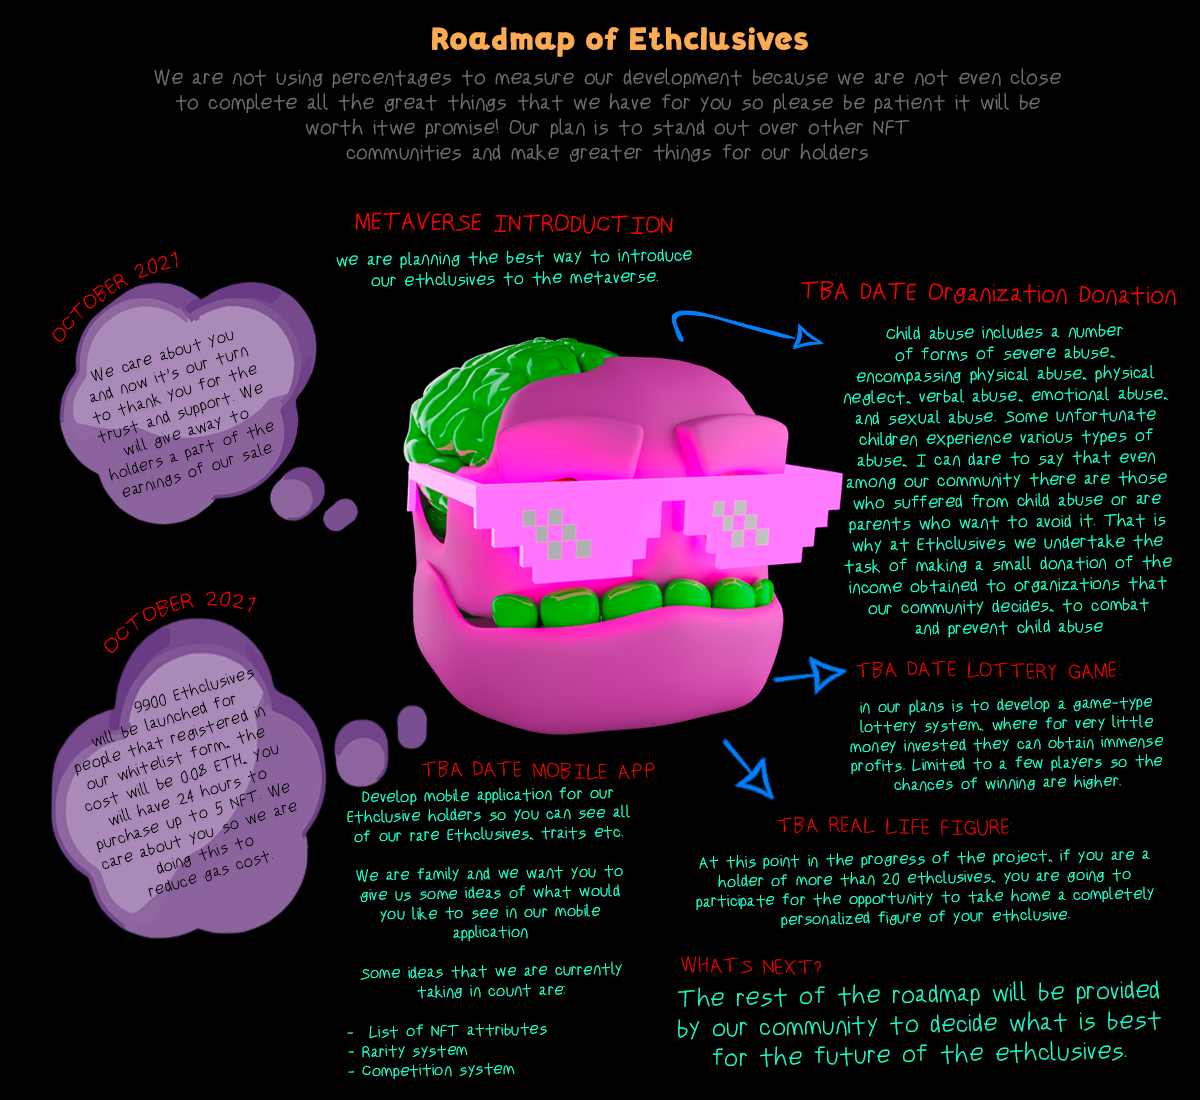 Roadmap of Ethclusives
We are not using percentages to measure our development because we are not even close
to complete all the great things that we have for you so please be patient it will be
worth itwe promise! Our plan is to stand out over other NFT
communities and make greater things for our holders
METAVERSE INTRODUCTION
we are planning the best way to introduce
our ethclusives to the metaverse.
OCTOBER 2021
We care about you
and now it's our turn
to thank you for the
trust and support. We
will give away to
holders a part of the
earnings of our sale.
TBA DATE Organization Donation
Child abuse includes a number
of forms of severe abuse,
encompassing physical abuse, physical
neglect, verbal abuse, emotional abuse,
and sexual abuse. Some unfortunate
children experience various types of
abuse, I can dare to say that even
among our community there are those
who suffered from child abuse or are
parents who want to avoid it. That is
why at Ethclusives we undertake the
task of making a small donation of the
income obtained to organizations that
our community decides, to combat
and prevent child abuse
OCTOBER 2021
9900 Ethclusives
will be launched for
people that registered in
our whitelist form, the
cost will be 0.08 ETH, you
will have 24 hours to
purchase up to 5 NFT. We
care about you so we are
doing this to
reduce gas cost.
TBA DATE LOTTERY GAME:
in our plans is to develop a game-type
lottery system, where for very little
money invested they can obtain immense
profits. Limited to a few players so the
chances of winning are higher.
TBA DATE MOBILE APP
Develop mobile application for our
Ethclusive holders so you can see all
of our rare Ethclusives, traits etc.
We are family and we want you to
give us some ideas of what would
you like to see in our mobile
application
Some ideas that we are currently
taking in count are:
- List of NFT attributes
- Rarity system
- Competition system
TBA REAL LIFE FIGURE:
At this point in the progress of the project, if you are a
holder of more than 20 ethclusives, you are going to
participate for the opportunity to take home a completely
personalized figure of your ethclusive.
WHATS NEXT?
The rest of the roadmap will be provided
by our community to decide what is best
for the future of the ethclusives.